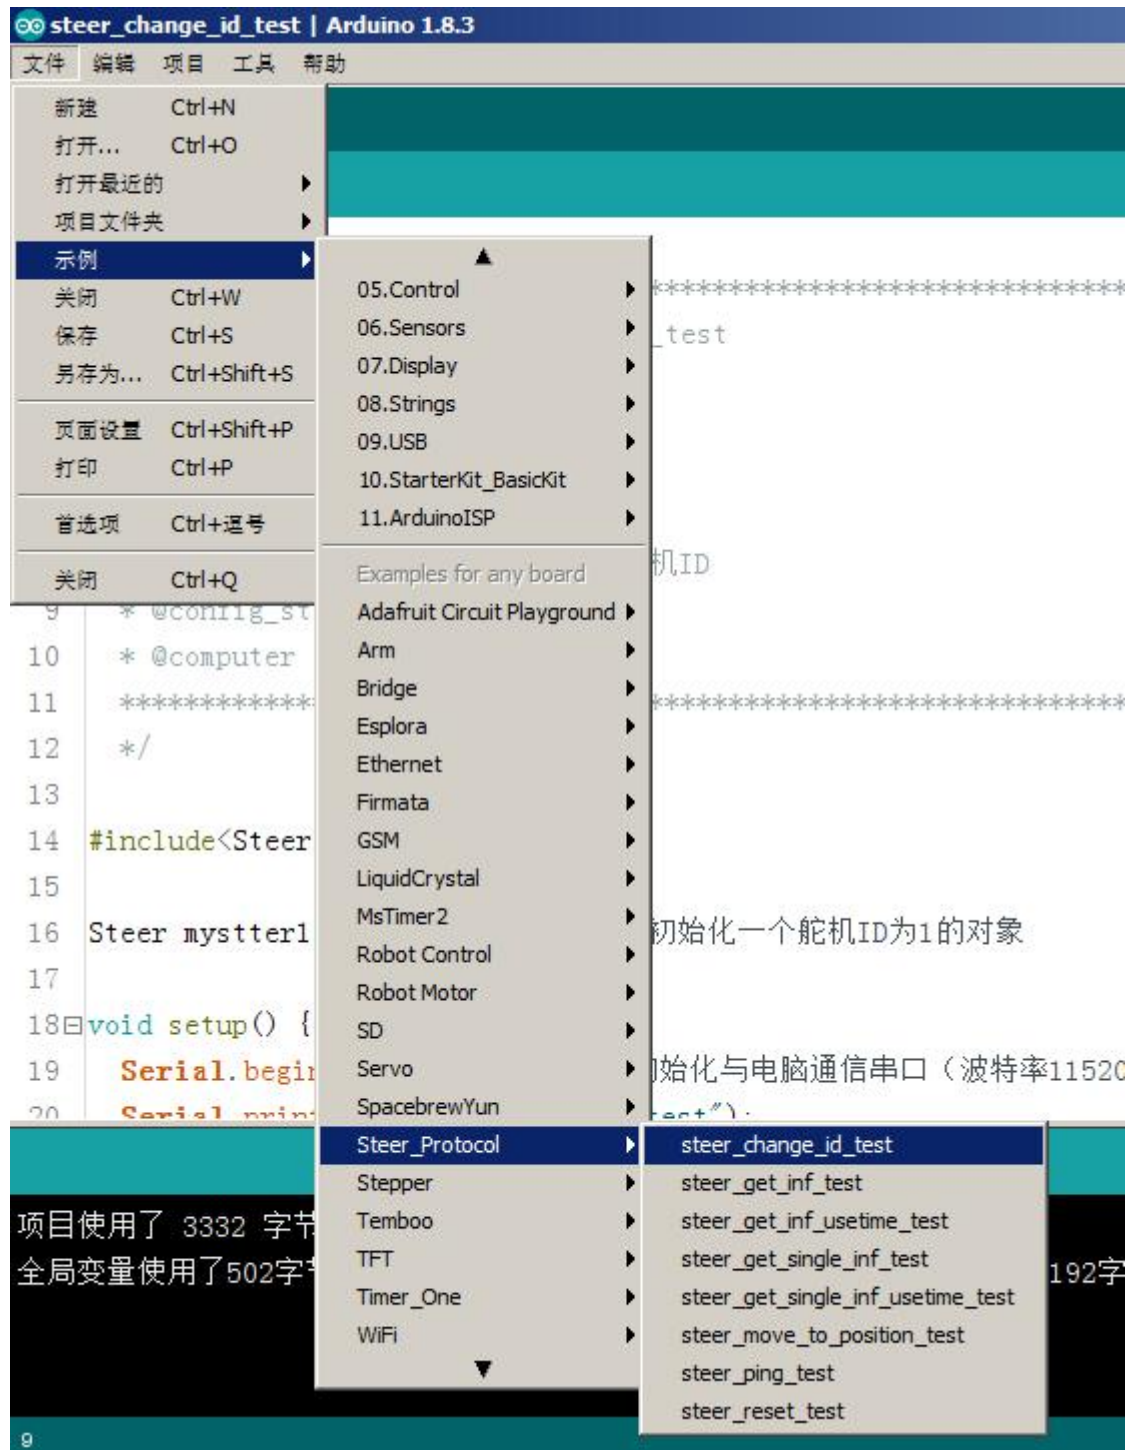 steer_change_id_test | Arduino 1.8.3
文件 编辑 项目 工具 帮助
新建 Ctrl+N
打开... Ctrl+O
打开最近的
项目文件夹
示例
关闭 Ctrl+W
保存 Ctrl+S
另存为... Ctrl+Shift+S
页面设置 Ctrl+Shift+P
打印 Ctrl+P
首选项 Ctrl+逗号
关闭 Ctrl+Q
05.Control
06.Sensors
07.Display
08.Strings
09.USB
10.StarterKit_BasicKit
11.ArduinoISP
Examples for any board
Adafruit Circuit Playground
Arm
Bridge
Esplora
Ethernet
Firmata
GSM
LiquidCrystal
MsTimer2
Robot Control
Robot Motor
SD
Servo
SpacebrewYun
Steer_Protocol
Stepper
Temboo
TFT
Timer_One
WiFi
steer_change_id_test
steer_get_inf_test
steer_get_inf_usetime_test
steer_get_single_inf_test
steer_get_single_inf_usetime_test
steer_move_to_position_test
steer_ping_test
steer_reset_test
*******************************
_test
机ID
9 * @config_st
10 * @computer
11 ************* *******************************
12 */
13
14 #include<Steer
15
16 Steer mystter1 初始化一个舵机ID为1的对象
17
18 void setup() {
19 Serial.begin 始化与电脑通信串口（波特率11520
20 Serial.print test");
项目使用了 3332 字节
全局变量使用了502字节 192字
9